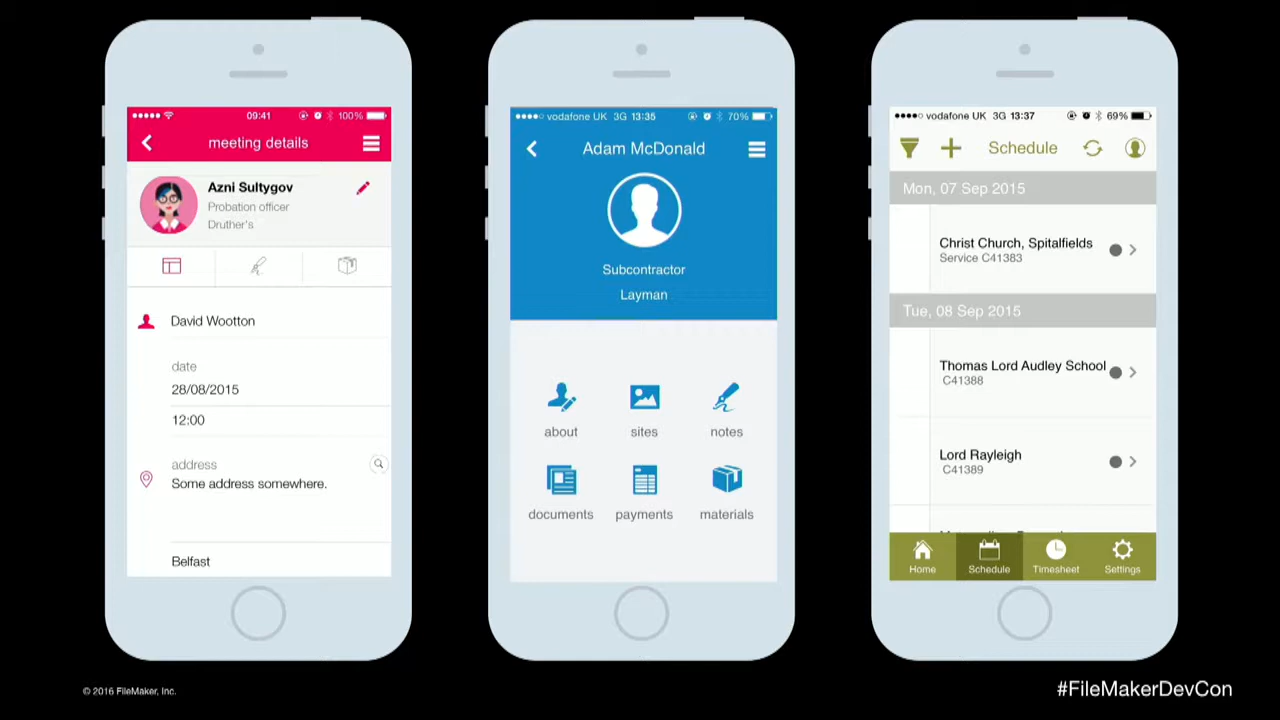 09:41
100%
meeting details
Azni Sultygov
Probation officer
Druther's
David Wootton
date
28/08/2015
12:00
address
Some address somewhere.
Belfast
vodafone UK 3G 13:35
70%
Adam McDonald
Subcontractor
Layman
about
sites
notes
documents
payments
materials
vodafone UK 3G 13:37
69%
Schedule
Mon, 07 Sep 2015
Christ Church, Spitalfields
Service C41383
Tue, 08 Sep 2015
Thomas Lord Audley School
C41388
Lord Rayleigh
C41389
Home
Schedule
Timesheet
Settings
© 2016 FileMaker, Inc.
#FileMakerDevCon